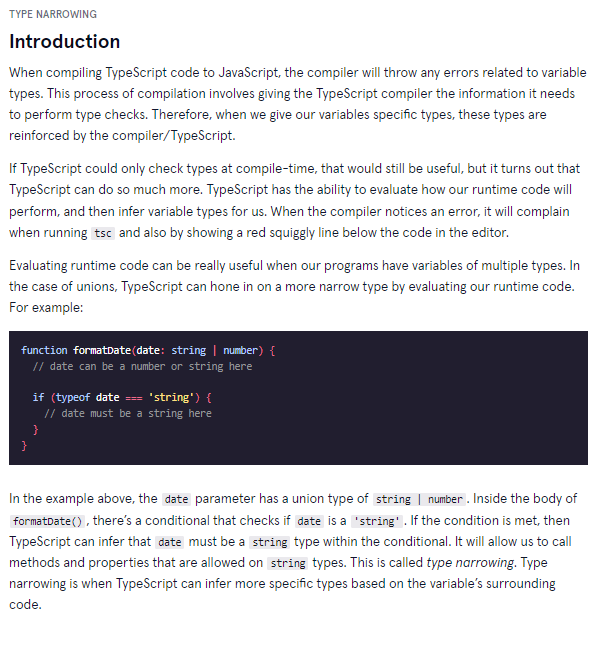 TYPE NARROWING
Introduction
When compiling TypeScript code to JavaScript, the compiler will throw any errors related to variable
types. This process of compilation involves giving the TypeScript compiler the information it needs
to perform type checks. Therefore, when we give our variables specific types, these types are
reinforced by the compiler/TypeScript.
If TypeScript could only check types at compile-time, that would still be useful, but it turns out that
TypeScript can do so much more. TypeScript has the ability to evaluate how our runtime code will
perform, and then infer variable types for us. When the compiler notices an error, it will complain
when running tsc and also by showing a red squiggly line below the code in the editor.
Evaluating runtime code can be really useful when our programs have variables of multiple types. In
the case of unions, TypeScript can hone in on a more narrow type by evaluating our runtime code.
For example:
function formatDate(date: string | number) {
  // date can be a number or string here
  if (typeof date === 'string') {
    // date must be a string here
  }
}
In the example above, the date parameter has a union type of string | number. Inside the body of
formatDate(), there's a conditional that checks if date is a 'string'. If the condition is met, then
TypeScript can infer that date must be a string type within the conditional. It will allow us to call
methods and properties that are allowed on string types. This is called type narrowing. Type
narrowing is when TypeScript can infer more specific types based on the variable's surrounding
code.